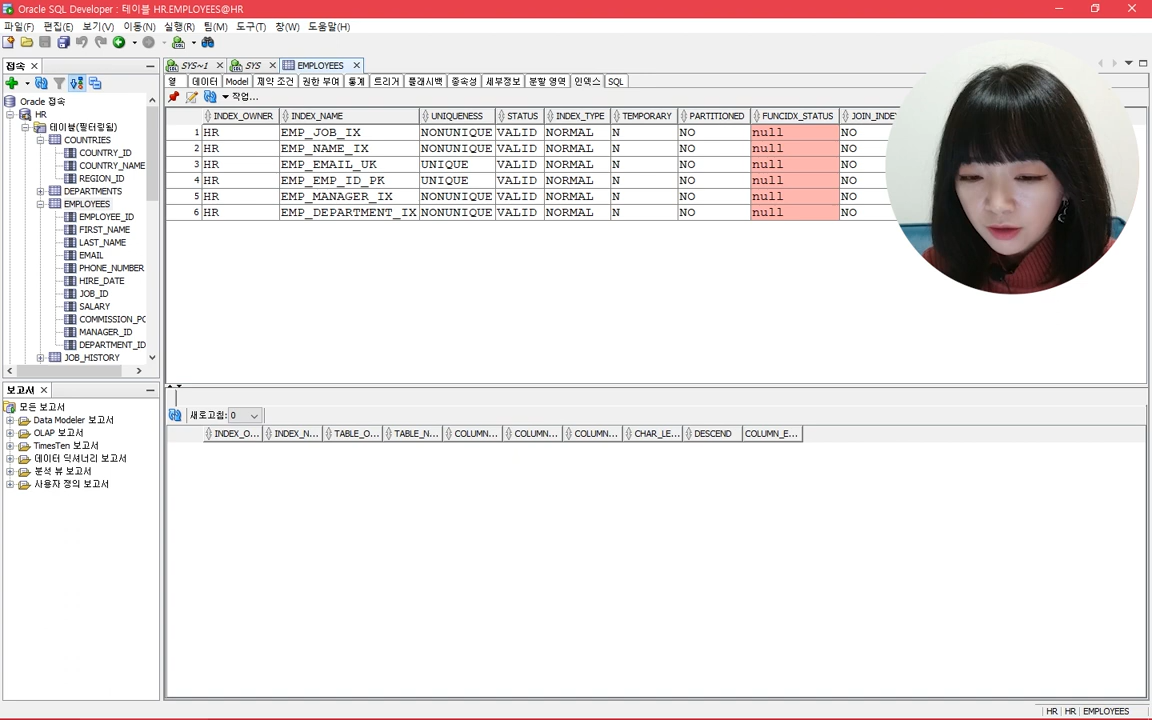 Oracle SQL Developer : 테이블 HR.EMPLOYEES@HR
파일(F) 편집(E) 보기(V) 이동(N) 실행(R) 팀(M) 도구(T) 창(W) 도움말(H)
접속
Oracle 접속
HR
테이블(필터링됨)
COUNTRIES
COUNTRY_ID
COUNTRY_NAME
REGION_ID
DEPARTMENTS
EMPLOYEES
EMPLOYEE_ID
FIRST_NAME
LAST_NAME
EMAIL
PHONE_NUMBER
HIRE_DATE
JOB_ID
SALARY
COMMISSION_PC
MANAGER_ID
DEPARTMENT_ID
JOB_HISTORY
보고서
모든 보고서
Data Modeler 보고서
OLAP 보고서
TimesTen 보고서
데이터 딕셔너리 보고서
분석 뷰 보고서
사용자 정의 보고서
SYS~1 SYS EMPLOYEES
열 데이터 Model 제약 조건 권한 부여 통계 트리거 플래시백 종속성 세부정보 분할 영역 인덱스 SQL
작업...
INDEX_OWNER INDEX_NAME UNIQUENESS STATUS INDEX_TYPE TEMPORARY PARTITIONED FUNCIDX_STATUS JOIN_INDE
1 HR EMP_JOB_IX NONUNIQUE VALID NORMAL N NO null NO
2 HR EMP_NAME_IX NONUNIQUE VALID NORMAL N NO null NO
3 HR EMP_EMAIL_UK UNIQUE VALID NORMAL N NO null NO
4 HR EMP_EMP_ID_PK UNIQUE VALID NORMAL N NO null NO
5 HR EMP_MANAGER_IX NONUNIQUE VALID NORMAL N NO null NO
6 HR EMP_DEPARTMENT_IX NONUNIQUE VALID NORMAL N NO null NO
새로고침: 0
INDEX_O... INDEX_N... TABLE_O... TABLE_N... COLUMN... COLUMN... COLUMN... CHAR_LE... DESCEND COLUMN_E...
HR HR EMPLOYEES